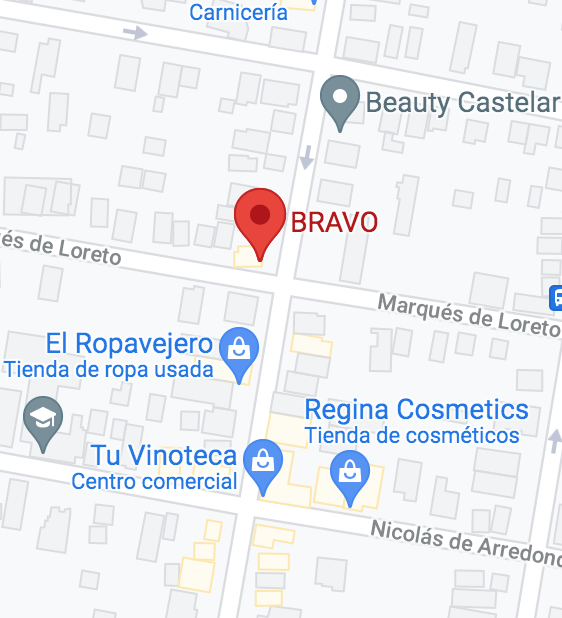 Carnicería
Beauty Castelar
BRAVO
és de Loreto
Marqués de Loreto
El Ropavejero
Tienda de ropa usada
Regina Cosmetics
Tienda de cosméticos
Tu Vinoteca
Centro comercial
Nicolás de Arredond